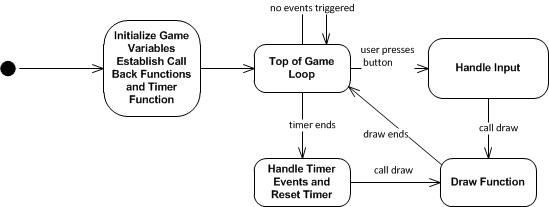 no events triggered
Initialize Game
Variables
Establish Call
Back Functions
and Timer
Function
Top of Game
Loop
user presses
button
Handle Input
timer ends
draw ends
call draw
Handle Timer
Events and
Reset Timer
call draw
Draw Function